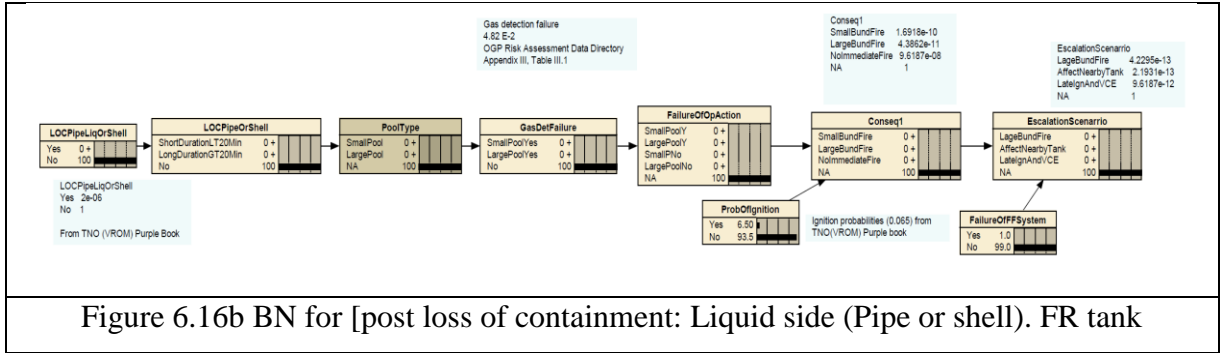 Gas detection failure
4.82 E-2
OGP Risk Assessment Data Directory
Appendix III, Table III.1
Conseq1
SmallBundFire 1.6918e-10
LargeBundFire 4.3862e-11
NoImmediateFire 9.6187e-08
NA 1
EscalationScenarrio
LageBundFire 4.2295e-13
AffectNearbyTank 2.1931e-13
LateIgnAndVCE 9.6187e-12
NA 1
LOCPipeLiqOrShell
Yes 0 +
No 100
LOCPipeOrShell
ShortDurationLT20Min 0 +
LongDurationGT20Min 0 +
No 100
PoolType
SmallPool 0 +
LargePool 0 +
NA 100
GasDetFailure
SmallPoolYes 0 +
LargePoolYes 0 +
No 100
FailureOfOpAction
SmallPoolY 0 +
LargePoolY 0 +
SmallPNo 0 +
LargePoolNo 0 +
NA 100
Conseq1
SmallBundFire 0 +
LargeBundFire 0 +
NoImmediateFire 0 +
NA 100
EscalationScenarrio
LageBundFire 0 +
AffectNearbyTank 0 +
LateIgnAndVCE 0 +
NA 100
LOCPipeLiqOrShell
Yes 2e-06
No 1
From TNO (VROM) Purple Book
ProbOfIgnition
Yes 6.50
No 93.5
Ignition probabilities (0.065) from
TNO(VROM) Purple book
FailureOfFFSystem
Yes 1.0
No 99.0
Figure 6.16b BN for [post loss of containment: Liquid side (Pipe or shell). FR tank